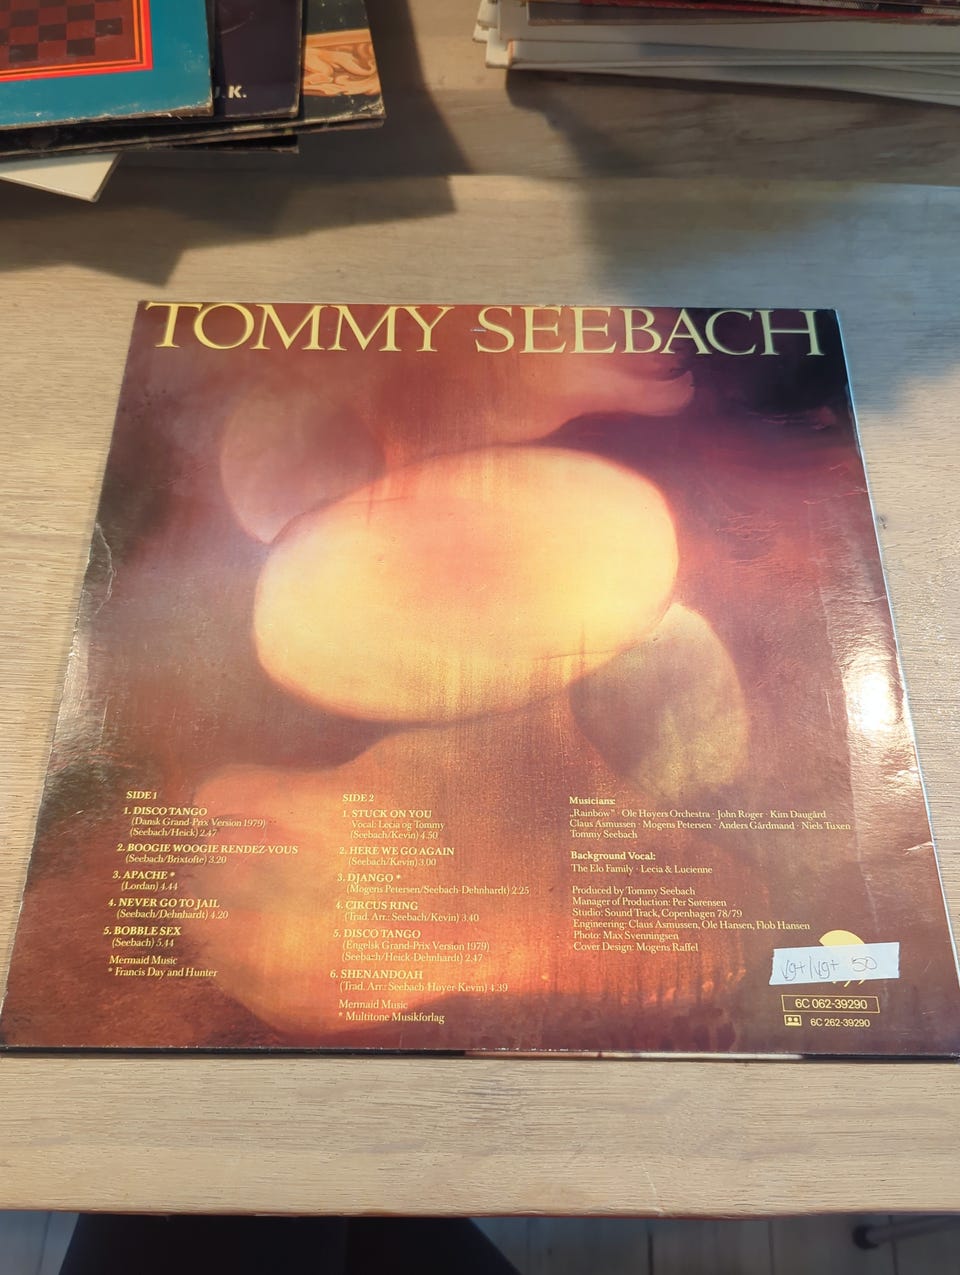 J.K.
TOMMY SEEBACH
SIDE 1
1. DISCO TANGO
(Dansk Grand-Prix Version 1979)
(Seebach/Heick) 2.47
2. BOOGIE WOOGIE RENDEZ-VOUS
(Seebach/Brixtofte) 3.20
3. APACHE *
(Lordan) 4.44
4. NEVER GO TO JAIL
(Seebach/Dehnhardt) 4.20
5. BOBBLE SEX
(Seebach) 5.44
Mermaid Music
* Francis Day and Hunter
SIDE 2
1. STUCK ON YOU
Vocal: Lecia og Tommy
(Seebach/Kevin) 4.50
2. HERE WE GO AGAIN
(Seebach/Kevin) 3.00
3. DJANGO *
(Mogens Petersen/Seebach-Dehnhardt) 2.25
4. CIRCUS RING
(Trad. Arr.: Seebach/Kevin) 3.40
5. DISCO TANGO
(Engelsk Grand-Prix Version 1979)
(Seebach/Heick-Dehnhardt) 2.47
6. SHENANDOAH
(Trad. Arr.: Seebach-Høyer-Kevin) 4.39
Mermaid Music
* Multitone Musikforlag
Musicians:
„Rainbow” · Ole Høyers Orchestra · John Roger · Kim Daugård
Claus Asmussen · Mogens Petersen · Anders Gårdmand · Niels Tuxen
Tommy Seebach
Background Vocal:
The Elo Family · Lecia & Lucienne
Produced by Tommy Seebach
Manager of Production: Per Sørensen
Studio: Sound Track, Copenhagen 78/79
Engineering: Claus Asmussen, Ole Hansen, Flob Hansen
Photo: Max Svenningsen
Cover Design: Mogens Raffel
vg+/vg+ 50
6C 062-39290
6C 262-39290